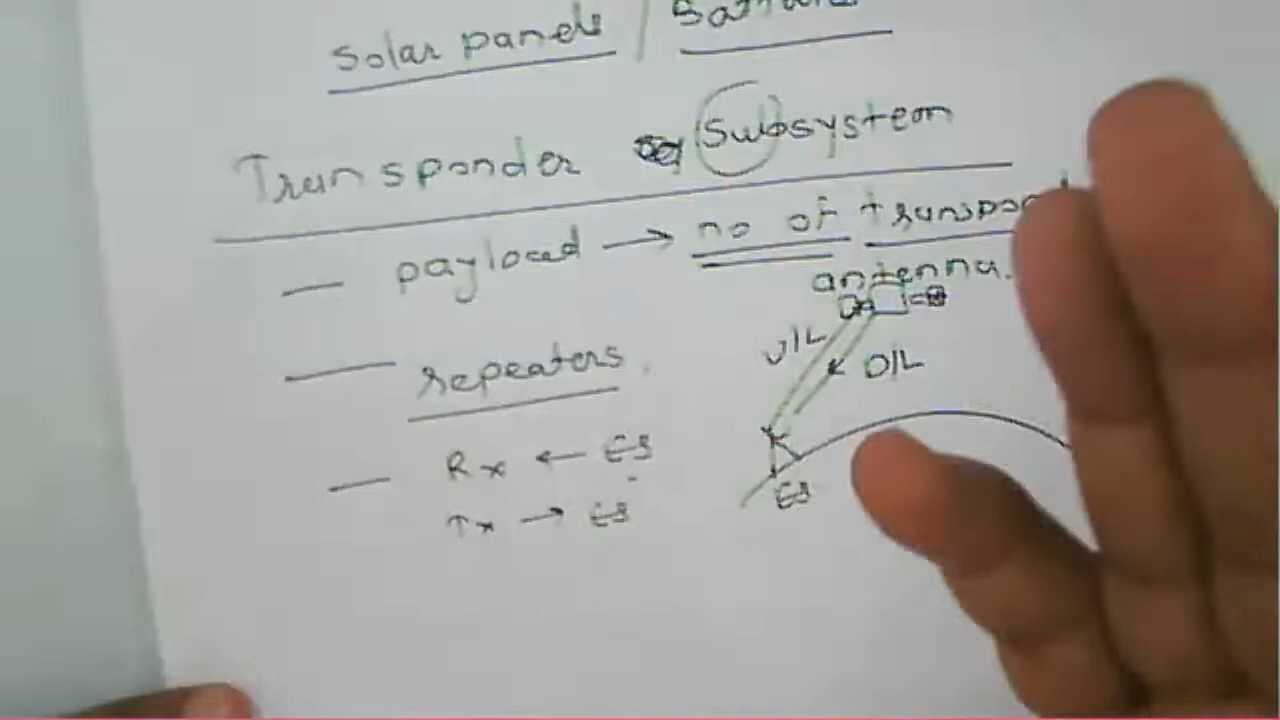 Solar panels /
Transponder Subsystem
— payload → no of
antenna.
U/L
D/L
— repeaters.
— Rx ← ES
Tx → ES
ES